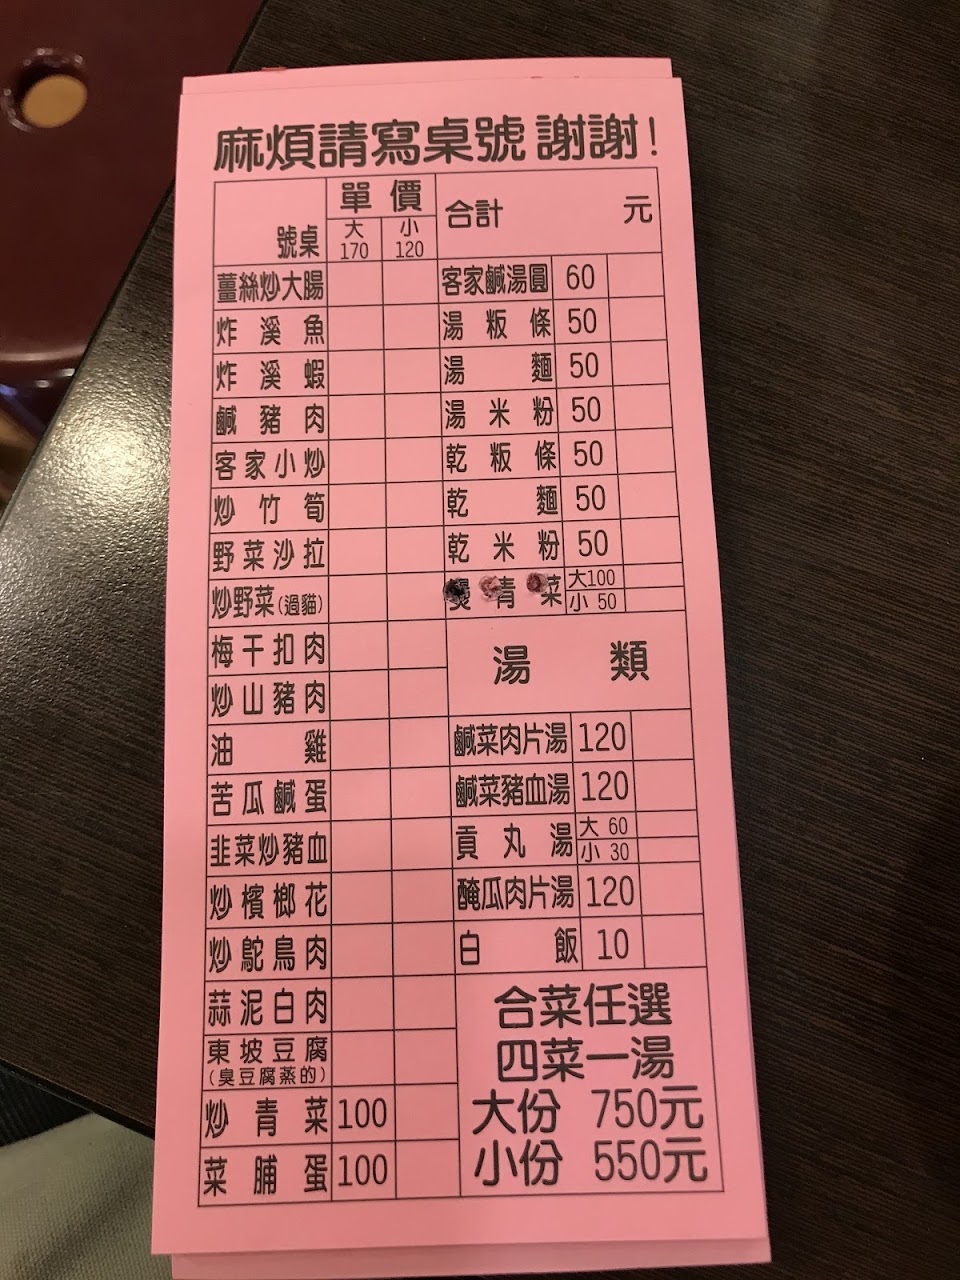 麻煩請寫桌號 謝謝！
號桌
單價
大 170
小 120
合計 元
薑絲炒大腸
炸溪魚
炸溪蝦
鹹豬肉
客家小炒
炒竹筍
野菜沙拉
炒野菜(過貓)
梅干扣肉
炒山豬肉
油雞
苦瓜鹹蛋
韭菜炒豬血
炒檳榔花
炒鴕鳥肉
蒜泥白肉
東坡豆腐
(臭豆腐蒸的)
炒青菜 100
菜脯蛋 100
客家鹹湯圓 60
湯粄條 50
湯麵 50
湯米粉 50
乾粄條 50
乾麵 50
乾米粉 50
燙青菜 大100
小 50
湯類
鹹菜肉片湯 120
鹹菜豬血湯 120
貢丸湯 大 60
小 30
醃瓜肉片湯 120
白飯 10
合菜任選
四菜一湯
大份 750元
小份 550元